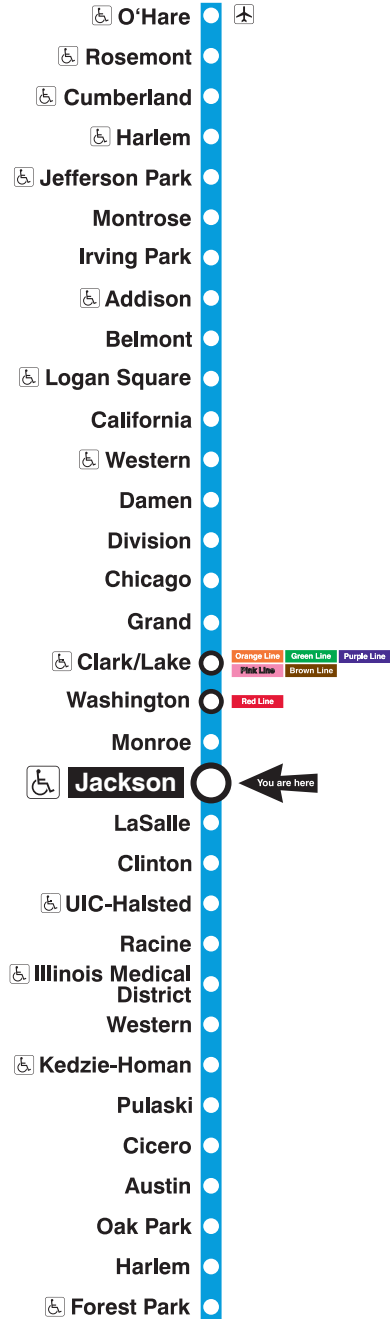 O'Hare
Rosemont
Cumberland
Harlem
Jefferson Park
Montrose
Irving Park
Addison
Belmont
Logan Square
California
Western
Damen
Division
Chicago
Grand
Clark/Lake
Orange Line Green Line Purple Line
Pink Line Brown Line
Washington
Red Line
Monroe
Jackson
You are here
LaSalle
Clinton
UIC-Halsted
Racine
Illinois Medical
District
Western
Kedzie-Homan
Pulaski
Cicero
Austin
Oak Park
Harlem
Forest Park